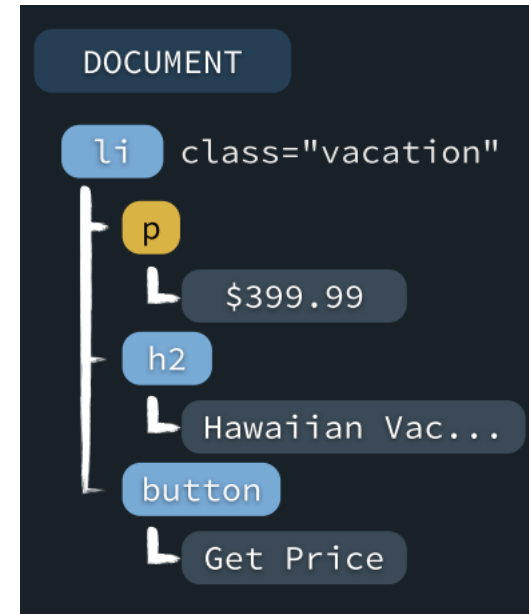 DOCUMENT
li class="vacation"
p
$399.99
h2
Hawaiian Vac...
button
Get Price